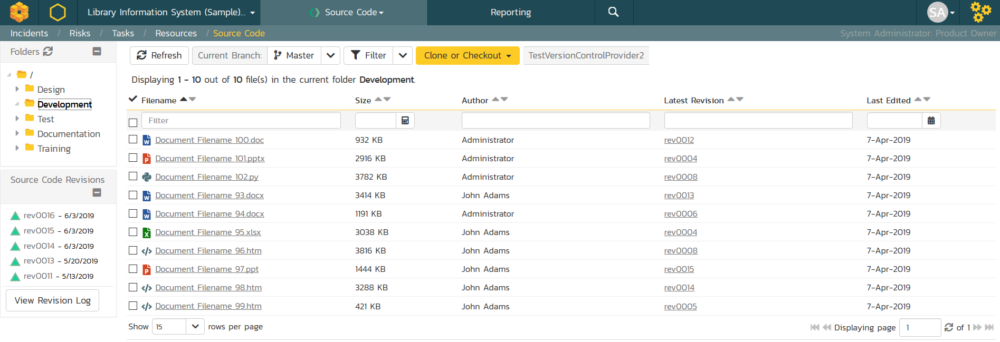 Library Information System (Sample)... Source Code Reporting SA
Incidents / Risks / Tasks / Resources / Source Code System Administrator: Product Owner
Folders
/
Design
Development
Test
Documentation
Training
Source Code Revisions
rev0016 - 6/3/2019
rev0015 - 6/3/2019
rev0014 - 6/3/2019
rev0013 - 5/20/2019
rev0011 - 5/13/2019
View Revision Log
Refresh Current Branch: Master Filter Clone or Checkout TestVersionControlProvider2
Displaying 1 - 10 out of 10 file(s) in the current folder Development.
Filename Size Author Latest Revision Last Edited
Filter
Document Filename 100.doc 932 KB Administrator rev0012 7-Apr-2019
Document Filename 101.pptx 2916 KB Administrator rev0004 7-Apr-2019
Document Filename 102.py 3782 KB Administrator rev0008 7-Apr-2019
Document Filename 93.docx 3414 KB John Adams rev0013 7-Apr-2019
Document Filename 94.docx 1191 KB Administrator rev0006 7-Apr-2019
Document Filename 95.xlsx 3038 KB John Adams rev0004 7-Apr-2019
Document Filename 96.htm 3816 KB John Adams rev0008 7-Apr-2019
Document Filename 97.ppt 1444 KB John Adams rev0015 7-Apr-2019
Document Filename 98.htm 3288 KB John Adams rev0014 7-Apr-2019
Document Filename 99.htm 421 KB John Adams rev0005 7-Apr-2019
Show 15 rows per page Displaying page 1 of 1